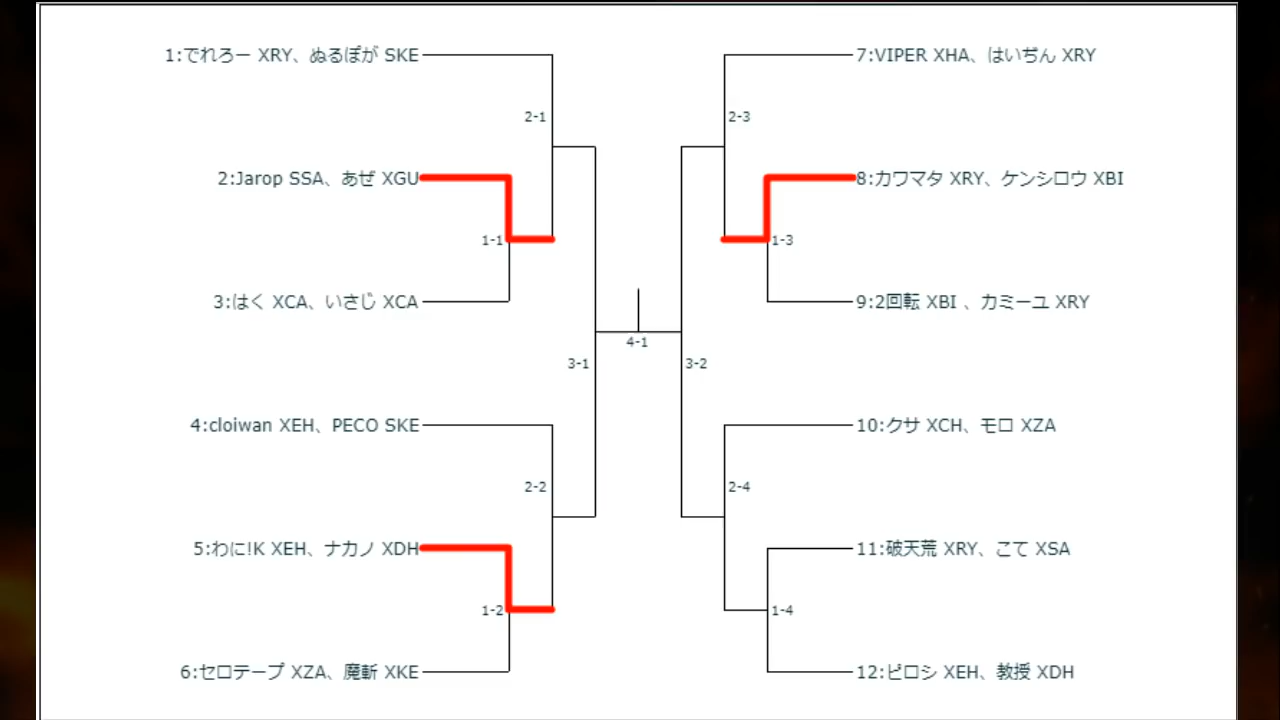 1:でれろー XRY、ぬるぽが SKE
2-1
2:Jarop SSA、あぜ XGU
1-1
3:はく XCA、いさじ XCA
3-1
4:cloiwan XEH、PECO SKE
2-2
5:わに!K XEH、ナカノ XDH
1-2
6:セロテープ XZA、魔斬 XKE
4-1
7:VIPER XHA、はいぢん XRY
2-3
8:カワマタ XRY、ケンシロウ XBI
1-3
9:2回転 XBI 、カミーユ XRY
3-2
10:クサ XCH、モロ XZA
2-4
11:破天荒 XRY、こて XSA
1-4
12:ピロシ XEH、教授 XDH